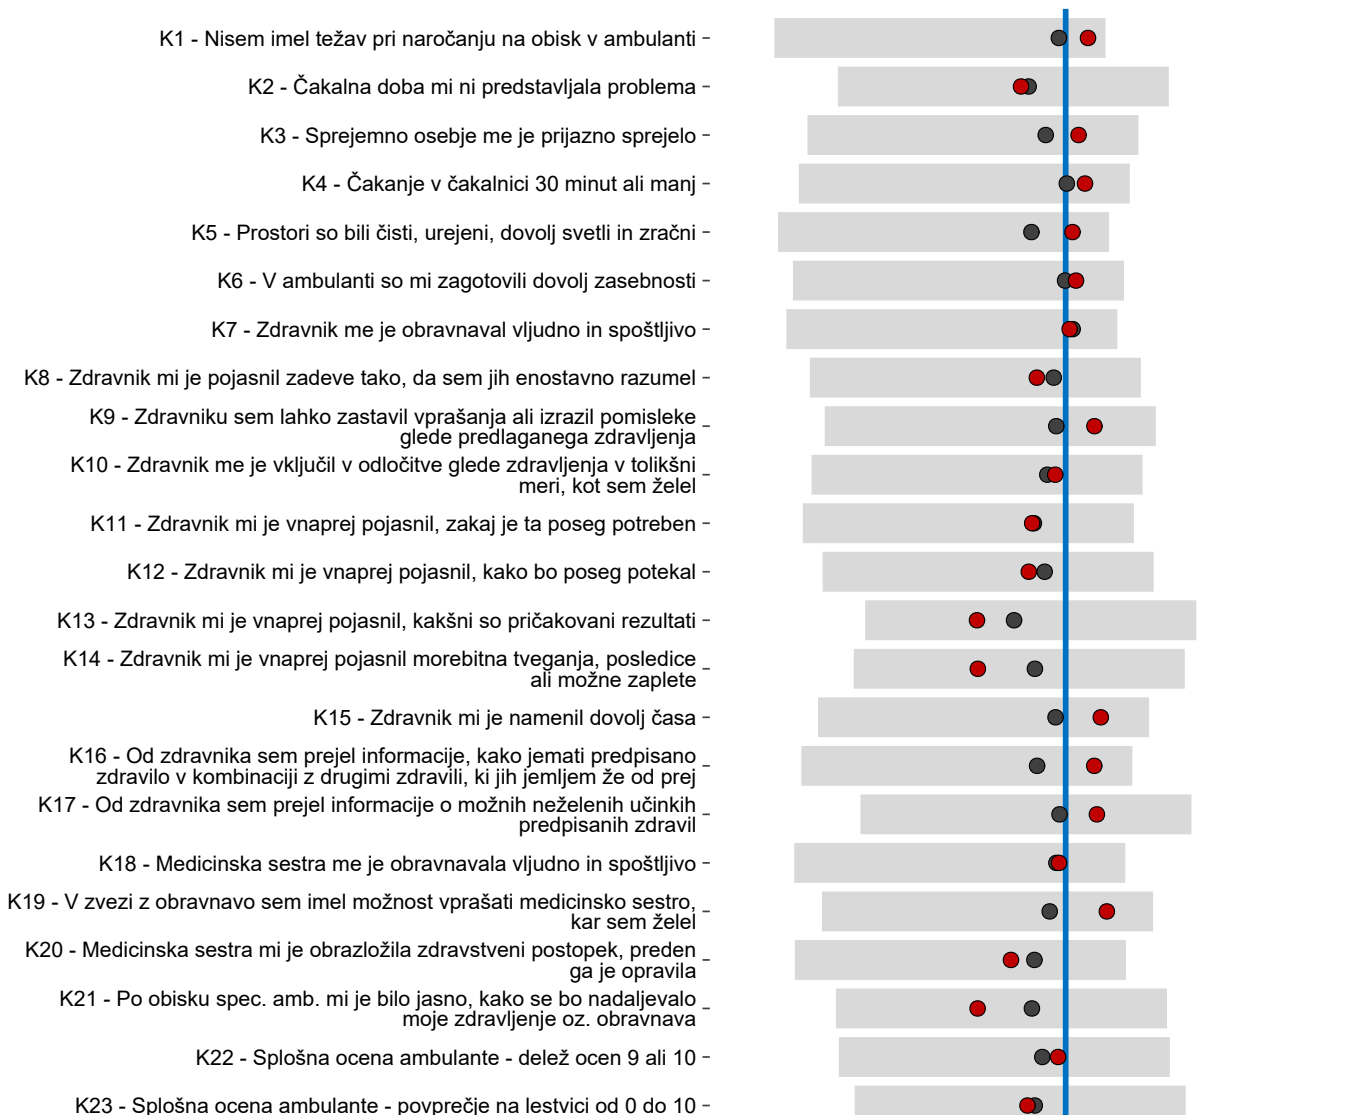 K1 - Nisem imel težav pri naročanju na obisk v ambulanti
K2 - Čakalna doba mi ni predstavljala problema
K3 - Sprejemno osebje me je prijazno sprejelo
K4 - Čakanje v čakalnici 30 minut ali manj
K5 - Prostori so bili čisti, urejeni, dovolj svetli in zračni
K6 - V ambulanti so mi zagotovili dovolj zasebnosti
K7 - Zdravnik me je obravnaval vljudno in spoštljivo
K8 - Zdravnik mi je pojasnil zadeve tako, da sem jih enostavno razumel
K9 - Zdravniku sem lahko zastavil vprašanja ali izrazil pomisleke
glede predlaganega zdravljenja
K10 - Zdravnik me je vključil v odločitve glede zdravljenja v tolikšni
meri, kot sem želel
K11 - Zdravnik mi je vnaprej pojasnil, zakaj je ta poseg potreben
K12 - Zdravnik mi je vnaprej pojasnil, kako bo poseg potekal
K13 - Zdravnik mi je vnaprej pojasnil, kakšni so pričakovani rezultati
K14 - Zdravnik mi je vnaprej pojasnil morebitna tveganja, posledice
ali možne zaplete
K15 - Zdravnik mi je namenil dovolj časa
K16 - Od zdravnika sem prejel informacije, kako jemati predpisano
zdravilo v kombinaciji z drugimi zdravili, ki jih jemljem že od prej
K17 - Od zdravnika sem prejel informacije o možnih neželenih učinkih
predpisanih zdravil
K18 - Medicinska sestra me je obravnavala vljudno in spoštljivo
K19 - V zvezi z obravnavo sem imel možnost vprašati medicinsko sestro,
kar sem želel
K20 - Medicinska sestra mi je obrazložila zdravstveni postopek, preden
ga je opravila
K21 - Po obisku spec. amb. mi je bilo jasno, kako se bo nadaljevalo
moje zdravljenje oz. obravnava
K22 - Splošna ocena ambulante - delež ocen 9 ali 10
K23 - Splošna ocena ambulante - povprečje na lestvici od 0 do 10